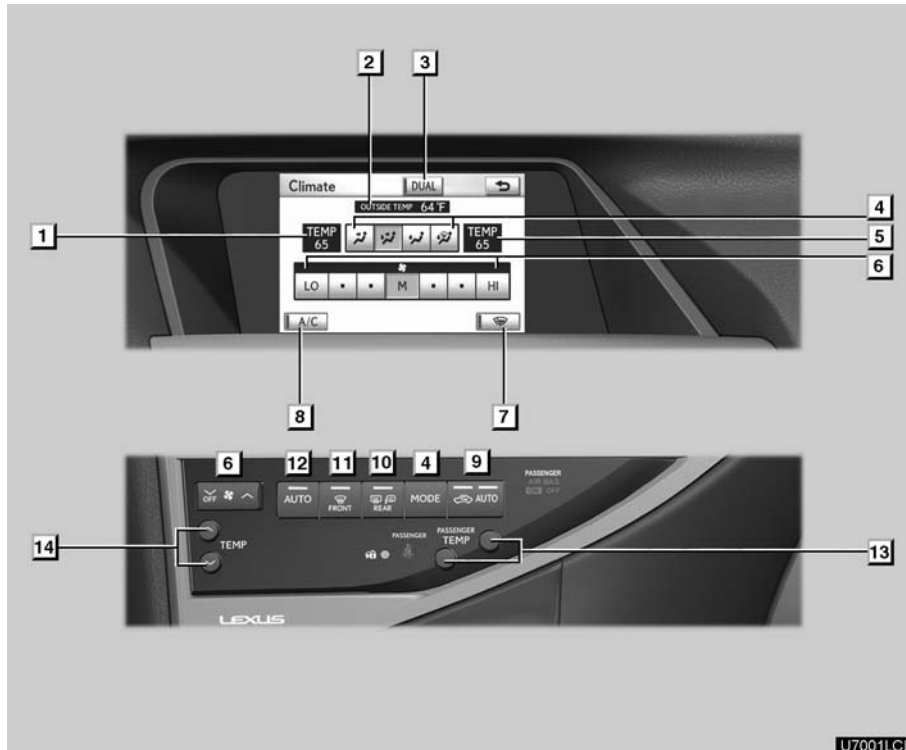 2 3
Climate DUAL
OUTSIDE TEMP 64°F
4
1 TEMP 65 TEMP 65 5
6
LO M HI
A/C
8 7
6 12 11 10 4 9
OFF AUTO FRONT REAR MODE AUTO
PASSENGER
AIR BAG
ON OFF
14 TEMP
PASSENGER
PASSENGER TEMP
13
LEXUS